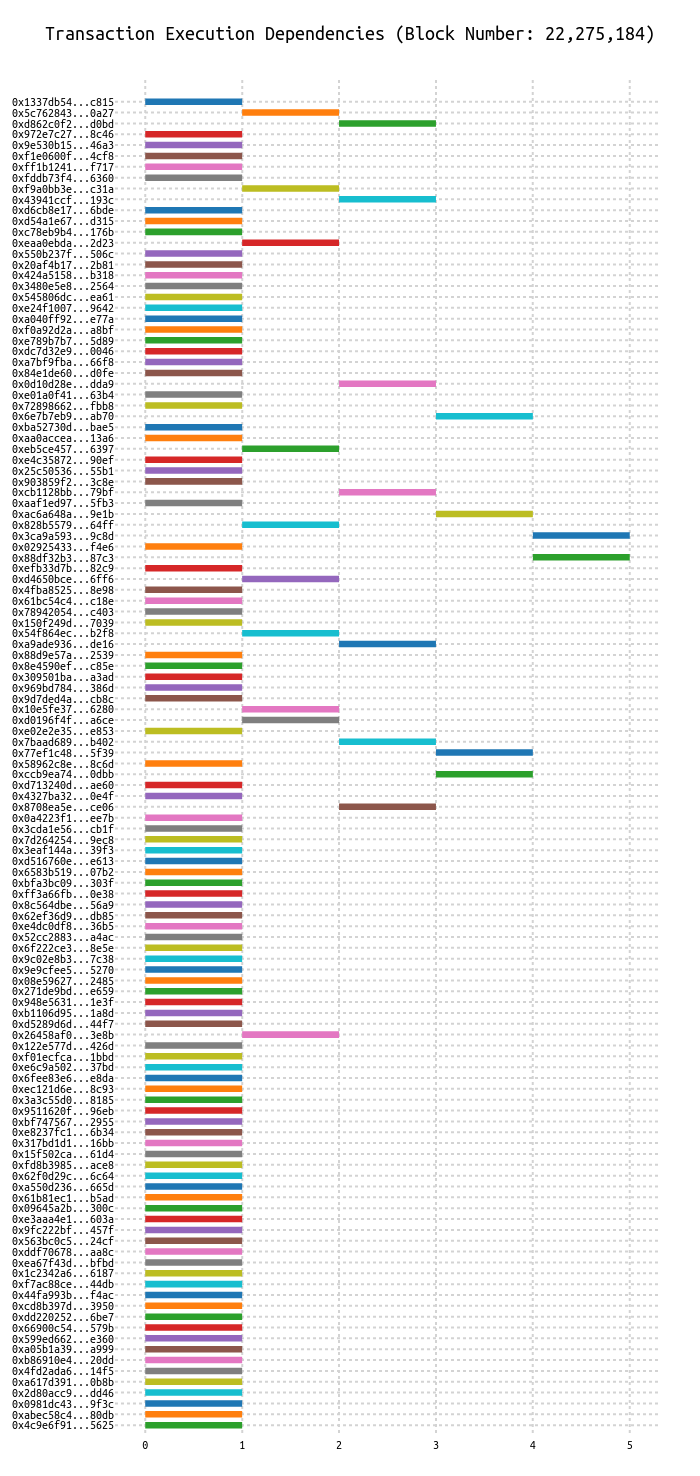 Transaction Execution Dependencies (Block Number: 22,275,184)
0x1337db54...c815
0x5c762843...0a27
0xd862c0f2...d0bd
0x972e7c27...8c46
0x9e530b15...46a3
0xf1e0600f...4cf8
0xff1b1241...f717
0xfddb73f4...6360
0xf9a0bb3e...c31a
0x43941ccf...193c
0xd6cb8e17...6bde
0xd54a1e67...d315
0xc78eb9b4...176b
0xeaa0ebda...2d23
0x550b237f...506c
0x20af4b17...2b81
0x424a5158...b318
0x3480e5e8...2564
0x545806dc...ea61
0xe24f1007...9642
0xa040ff92...e77a
0xf0a92d2a...a8bf
0xe789b7b7...5d89
0xdc7d32e9...0046
0xa7bf9fba...66f8
0x84e1de60...d0fe
0x0d10d28e...dda9
0xe01a0f41...63b4
0x72898662...fbb8
0x6e7b7eb9...ab70
0xba52730d...bae5
0xaa0accea...13a6
0xeb5ce457...6397
0xe4c35872...90ef
0x25c50536...55b1
0x903859f2...3c8e
0xcb1128bb...79bf
0xaaf1ed97...5fb3
0xac6a648a...9e1b
0x828b5579...64ff
0x3ca9a593...9c8d
0x02925433...f4e6
0x88df32b3...87c3
0xefb33d7b...82c9
0xd4650bce...6ff6
0x4fba8525...8e98
0x61bc54c4...c18e
0x78942054...c403
0x150f249d...7039
0x54f864ec...b2f8
0xa9ade936...de16
0x88d9e57a...2539
0x8e4590ef...c85e
0x309501ba...a3ad
0x969bd784...386d
0x9d7ded4a...cb8c
0x10e5fe37...6280
0xd0196f4f...a6ce
0xe02e2e35...e853
0x7baad689...b402
0x77ef1c48...5f39
0x58962c8e...8c6d
0xccb9ea74...0dbb
0xd713240d...ae60
0x4327ba32...0e4f
0x8708ea5e...ce06
0x0a4223f1...ee7b
0x3cda1e56...cb1f
0x7d264254...9ec8
0x3eaf144a...39f3
0xd516760e...e613
0x6583b519...07b2
0xbfa3bc09...303f
0xff3a66fb...0e38
0x8c564dbe...56a9
0x62ef36d9...db85
0xe4dc0df8...36b5
0x52cc2883...a4ac
0x6f222ce3...8e5e
0x9c02e8b3...7c38
0x9e9cfee5...5270
0x08e59627...2485
0x271de9bd...e659
0x948e5631...1e3f
0xb1106d95...1a8d
0xd5289d6d...44f7
0x26458af0...3e8b
0x122e577d...426d
0xf01ecfca...1bbd
0xe6c9a502...37bd
0x6fee83e6...e8da
0xec121d6e...8c93
0x3a3c55d0...8185
0x9511620f...96eb
0xbf747567...2955
0xe8237fc1...6b34
0x317bd1d1...16bb
0x15f502ca...61d4
0xfd8b3985...ace8
0x62f0d29c...6c64
0xa550d236...665d
0x61b81ec1...b5ad
0x09645a2b...300c
0xe3aaa4e1...603a
0x9fc222bf...457f
0x563bc0c5...24cf
0xddf70678...aa8c
0xea67f43d...bfbd
0x1c2342a6...6187
0xf7ac88ce...44db
0x44fa993b...f4ac
0xcd8b397d...3950
0xdd220252...6be7
0x66900c54...579b
0x599ed662...e360
0xa05b1a39...a999
0xb86910e4...20dd
0x4fd2ada6...14f5
0xa617d391...0b8b
0x2d80acc9...dd46
0x0981dc43...9f3c
0xabec58c4...80db
0x4c9e6f91...5625
0 1 2 3 4 5